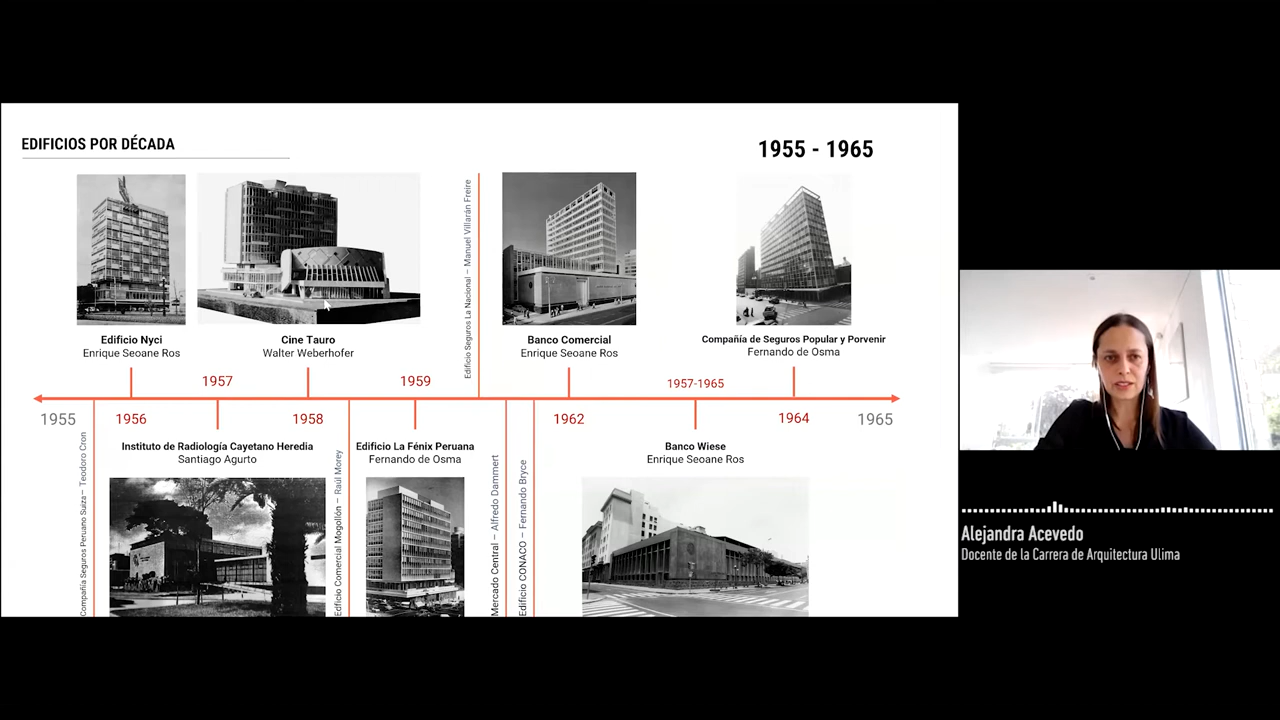 EDIFICIOS POR DÉCADA
1955 - 1965
Edificio Nyci
Enrique Seoane Ros
Cine Tauro
Walter Weberhofer
Edificio Seguros La Nacional – Manuel Villarán Freire
Banco Comercial
Enrique Seoane Ros
Compañía de Seguros Popular y Porvenir
Fernando de Osma
1957
1959
1957-1965
1955
1956
1958
1962
1964
1965
Compañía Seguros Peruano Suiza – Teodoro Cron
Instituto de Radiología Cayetano Heredia
Santiago Agurto
Edificio Comercial Mogollón – Raúl Morey
Edificio La Fénix Peruana
Fernando de Osma
Mercado Central – Alfredo Dammert
Edificio CONACO – Fernando Bryce
Banco Wiese
Enrique Seoane Ros
Alejandra Acevedo
Docente de la Carrera de Arquitectura Ulima